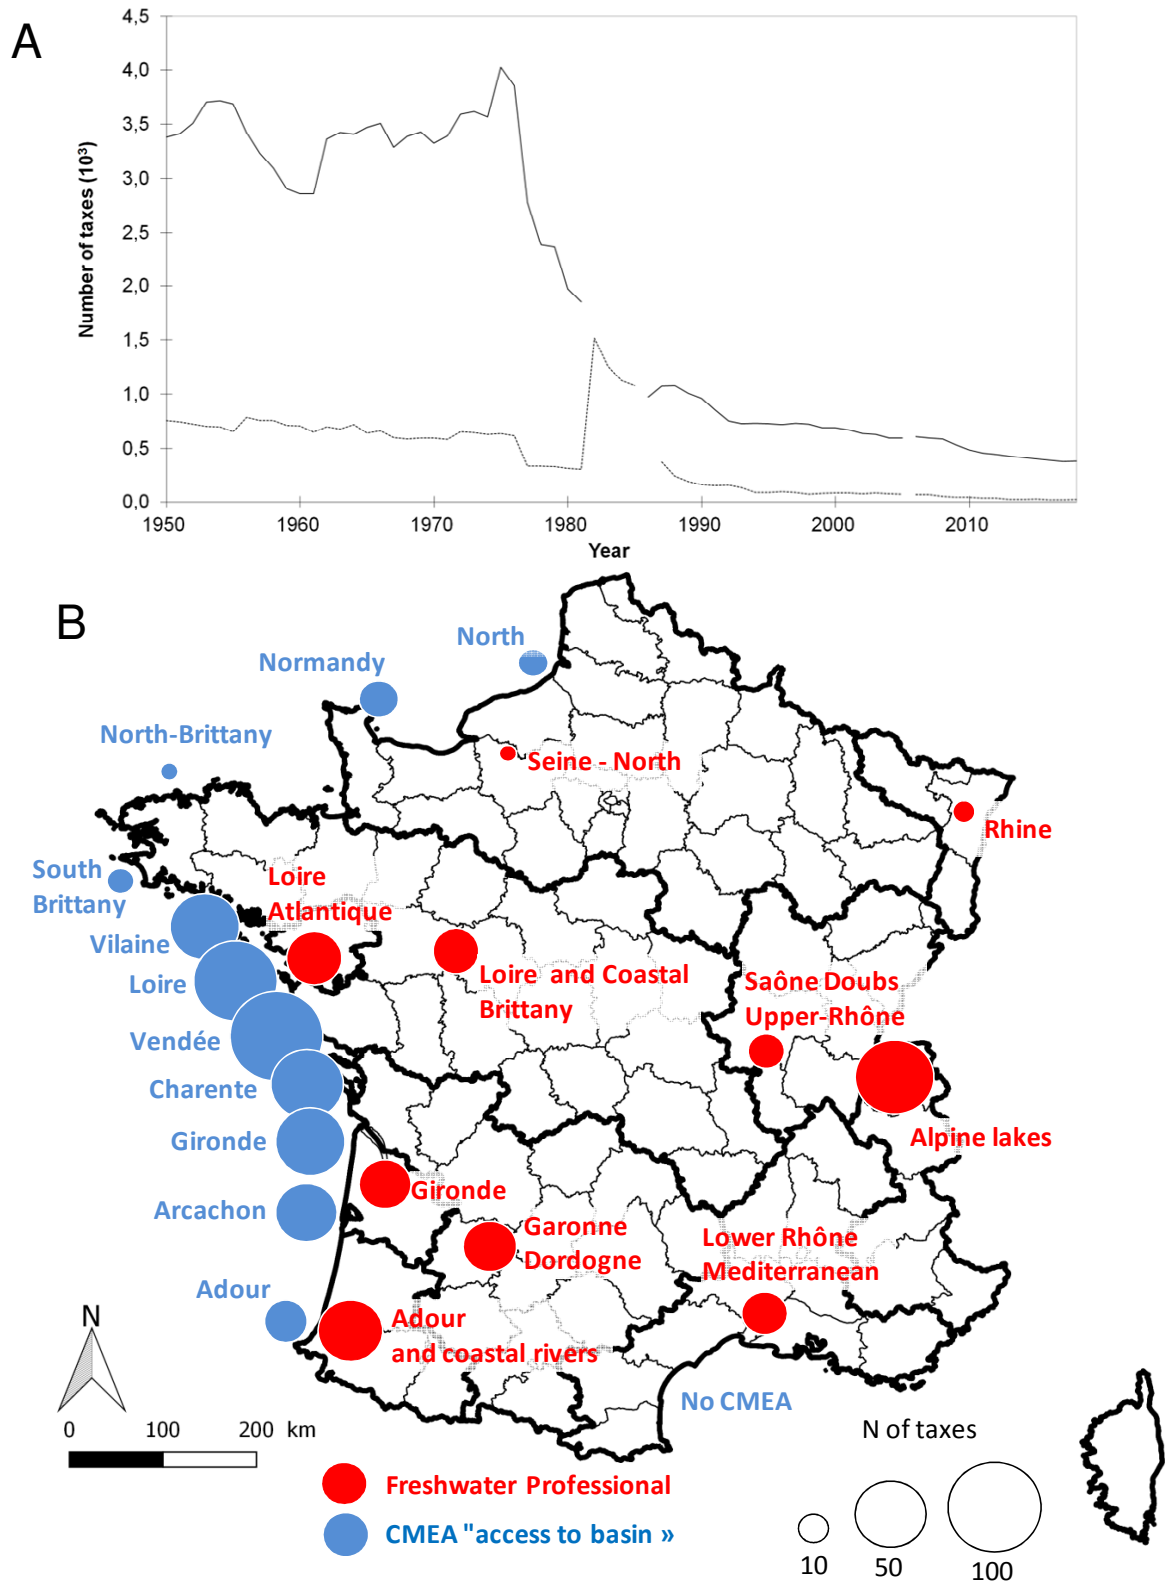 A
4,5
4,0
3,5
3,0
2,5
2,0
1,5
1,0
0,5
0,0
Number of taxes (10³)
1950 1960 1970 1980 1990 2000 2010
Year
B
North
Normandy
North-Brittany
Seine - North
Rhine
South
Brittany
Loire
Atlantique
Vilaine
Loire
Loire and Coastal
Brittany
Saône Doubs
Upper-Rhône
Vendée
Charente
Gironde
Alpine lakes
Gironde
Arcachon
Garonne
Dordogne
Lower Rhône
Mediterranean
Adour
Adour
and coastal rivers
N
No CMEA
0 100 200 km
N of taxes
Freshwater Professional
CMEA "access to basin »
10
50
100